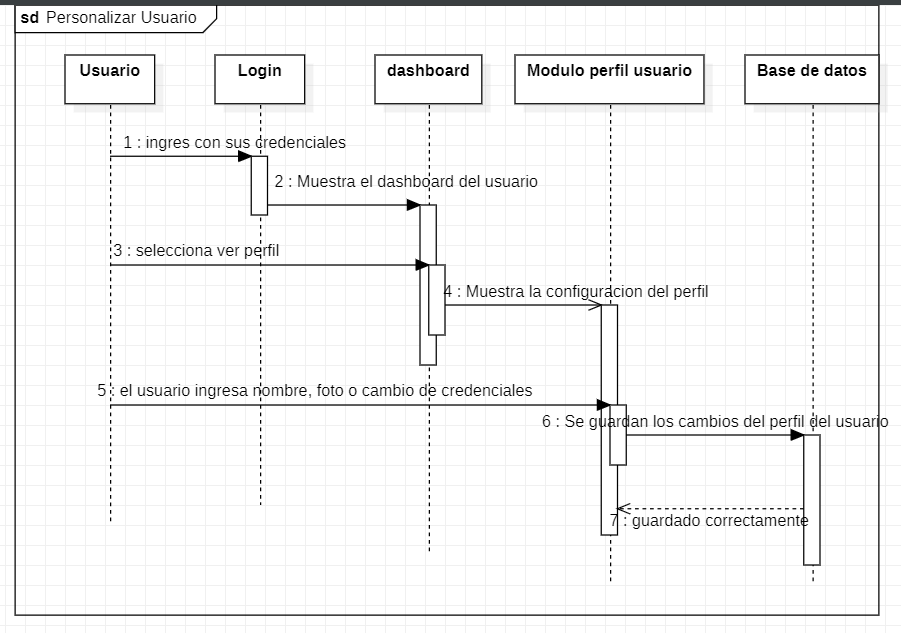 sd Personalizar Usuario
Usuario
Login
dashboard
Modulo perfil usuario
Base de datos
1 : ingres con sus credenciales
2 : Muestra el dashboard del usuario
3 : selecciona ver perfil
4 : Muestra la configuracion del perfil
5 : el usuario ingresa nombre, foto o cambio de credenciales
6 : Se guardan los cambios del perfil del usuario
7 : guardado correctamente